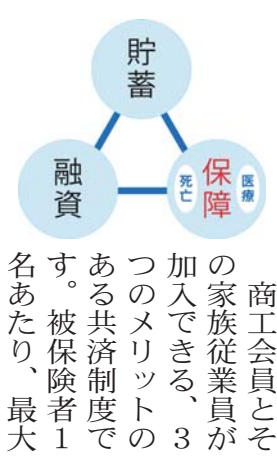 貯蓄
融資
保障
死亡
医療
商工会員とそ
の家族従業員が
加入できる、3
つのメリットの
ある共済制度で
す。被保険者1
名あたり、最大